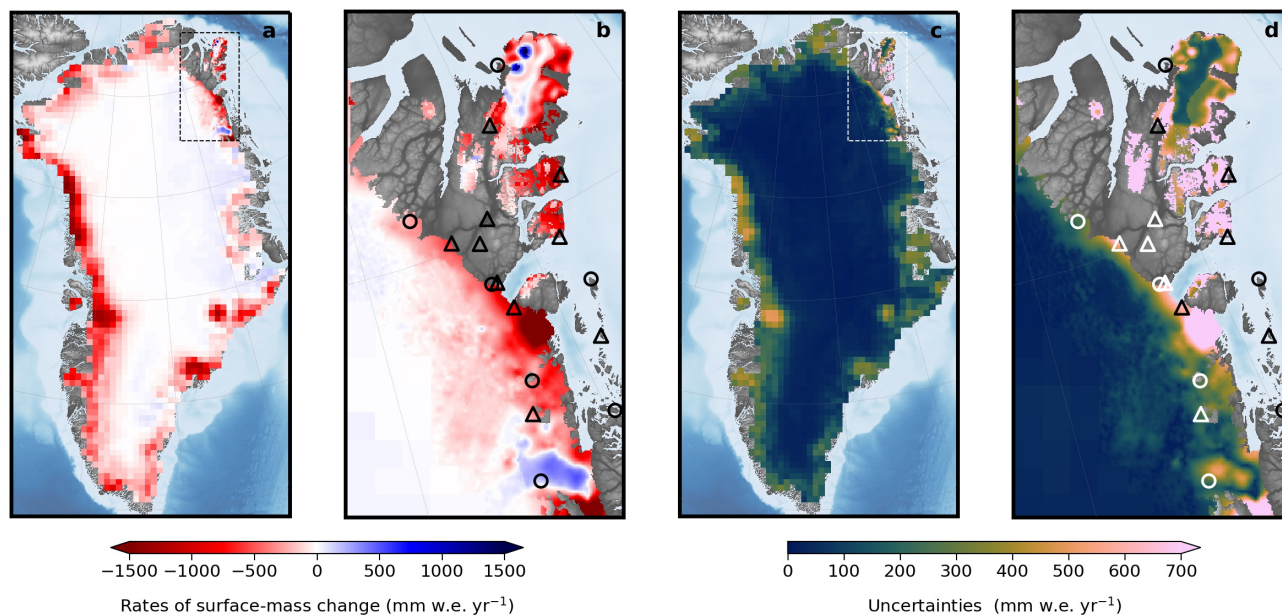 a
b
c
d
−1500 −1000 −500 0 500 1000 1500
Rates of surface-mass change (mm w.e. yr⁻¹)
0 100 200 300 400 500 600 700
Uncertainties (mm w.e. yr⁻¹)